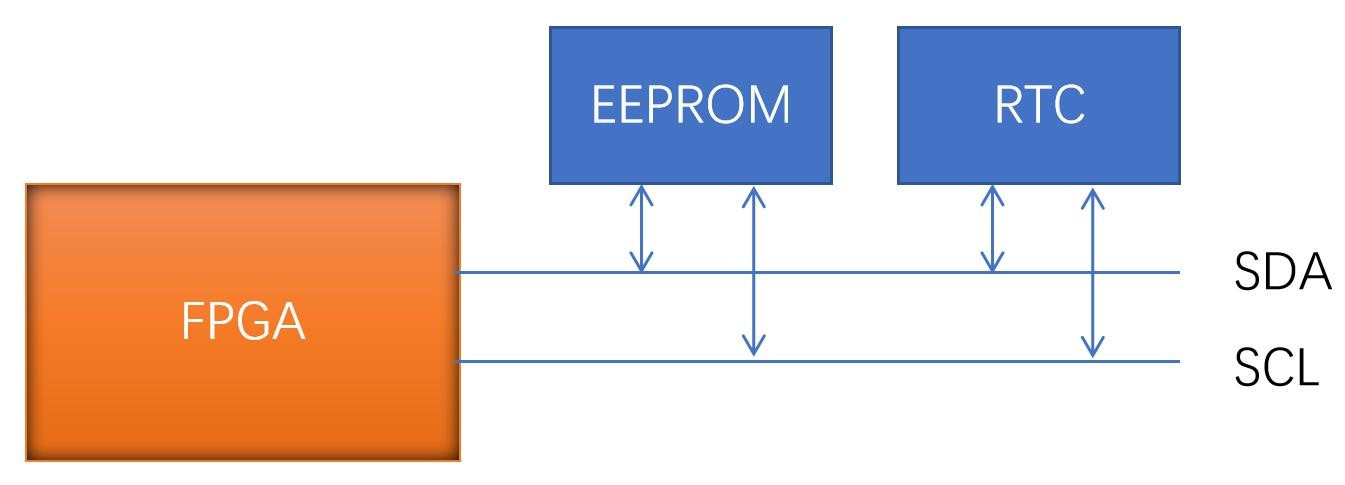 EEPROM
RTC
FPGA
SDA
SCL